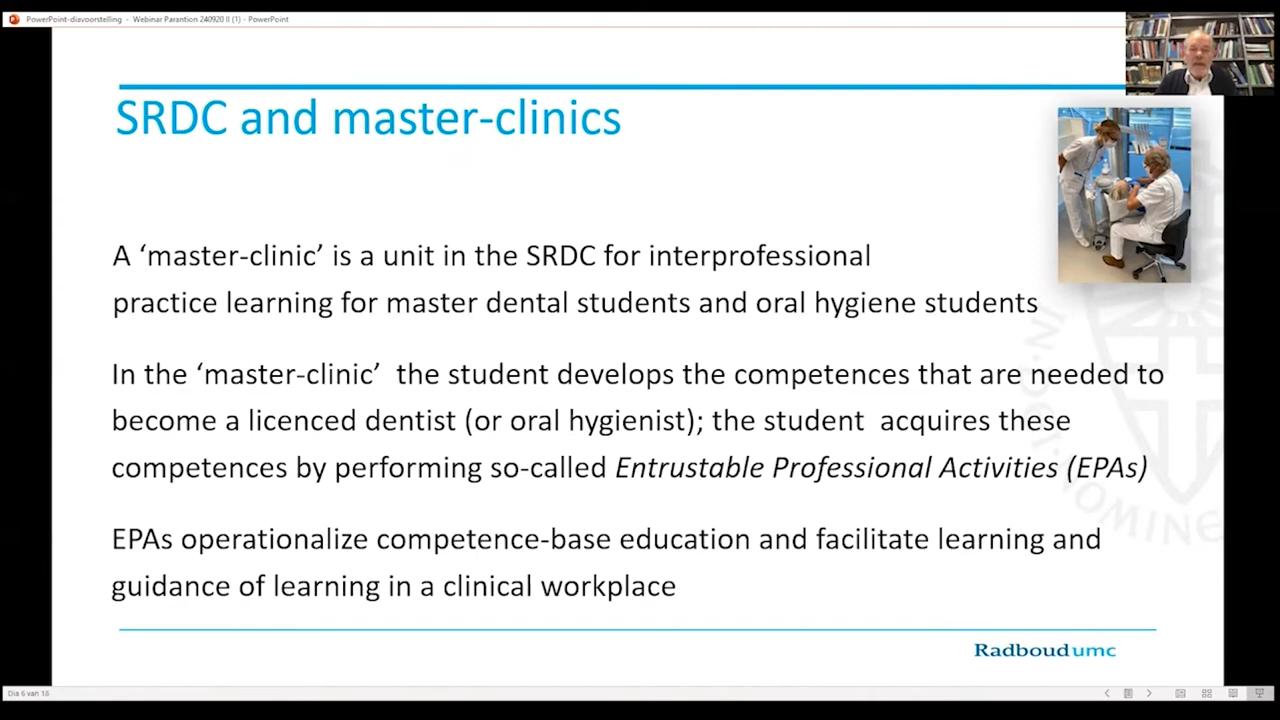 PowerPoint-diavoorstelling - Webinar Parantion 240920 II (1) - PowerPoint
SRDC and master-clinics
A ‘master-clinic’ is a unit in the SRDC for interprofessional
practice learning for master dental students and oral hygiene students
In the ‘master-clinic’ the student develops the competences that are needed to
become a licenced dentist (or oral hygienist); the student acquires these
competences by performing so-called Entrustable Professional Activities (EPAs)
EPAs operationalize competence-base education and facilitate learning and
guidance of learning in a clinical workplace
Radboudumc
Dia 6 van 18